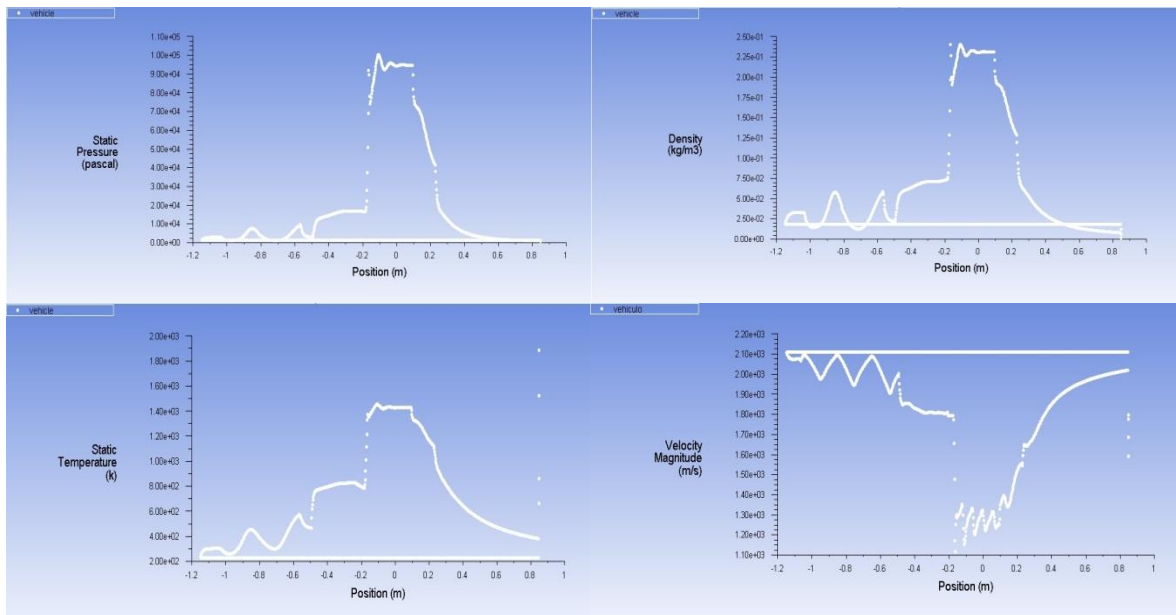 vehicle
1.10e+05
1.00e+05
9.00e+04
8.00e+04
7.00e+04
6.00e+04
5.00e+04
4.00e+04
3.00e+04
2.00e+04
1.00e+04
0.00e+00
Static
Pressure
(pascal)
-1.2 -1 -0.8 -0.6 -0.4 -0.2 0 0.2 0.4 0.6 0.8 1
Position (m)
vehicle
2.50e-01
2.25e-01
2.00e-01
1.75e-01
1.50e-01
1.25e-01
1.00e-01
7.50e-02
5.00e-02
2.50e-02
0.00e+00
Density
(kg/m3)
-1.2 -1 -0.8 -0.6 -0.4 -0.2 0 0.2 0.4 0.6 0.8 1
Position (m)
vehicle
2.00e+03
1.80e+03
1.60e+03
1.40e+03
1.20e+03
1.00e+03
8.00e+02
6.00e+02
4.00e+02
2.00e+02
Static
Temperature
(k)
-1.2 -1 -0.8 -0.6 -0.4 -0.2 0 0.2 0.4 0.6 0.8 1
Position (m)
vehiculo
2.20e+03
2.10e+03
2.00e+03
1.90e+03
1.80e+03
1.70e+03
1.60e+03
1.50e+03
1.40e+03
1.30e+03
1.20e+03
1.10e+03
Velocity
Magnitude
(m/s)
-1.2 -1 -0.8 -0.6 -0.4 -0.2 0 0.2 0.4 0.6 0.8 1
Position (m)